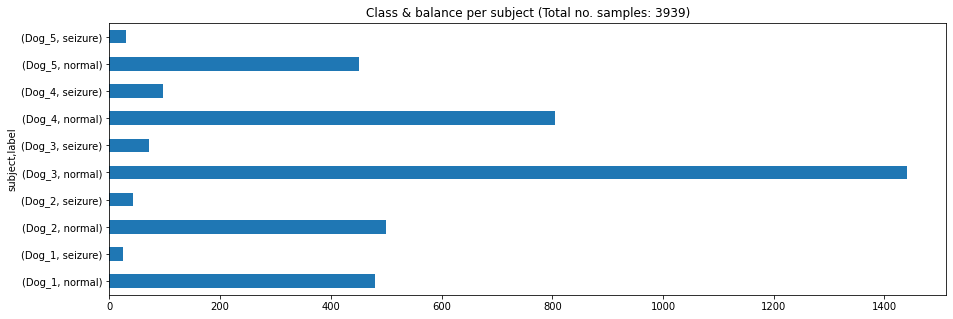 Class & balance per subject (Total no. samples: 3939)
(Dog_5, seizure)
(Dog_5, normal)
(Dog_4, seizure)
(Dog_4, normal)
(Dog_3, seizure)
(Dog_3, normal)
(Dog_2, seizure)
(Dog_2, normal)
(Dog_1, seizure)
(Dog_1, normal)
subject,label
0 200 400 600 800 1000 1200 1400